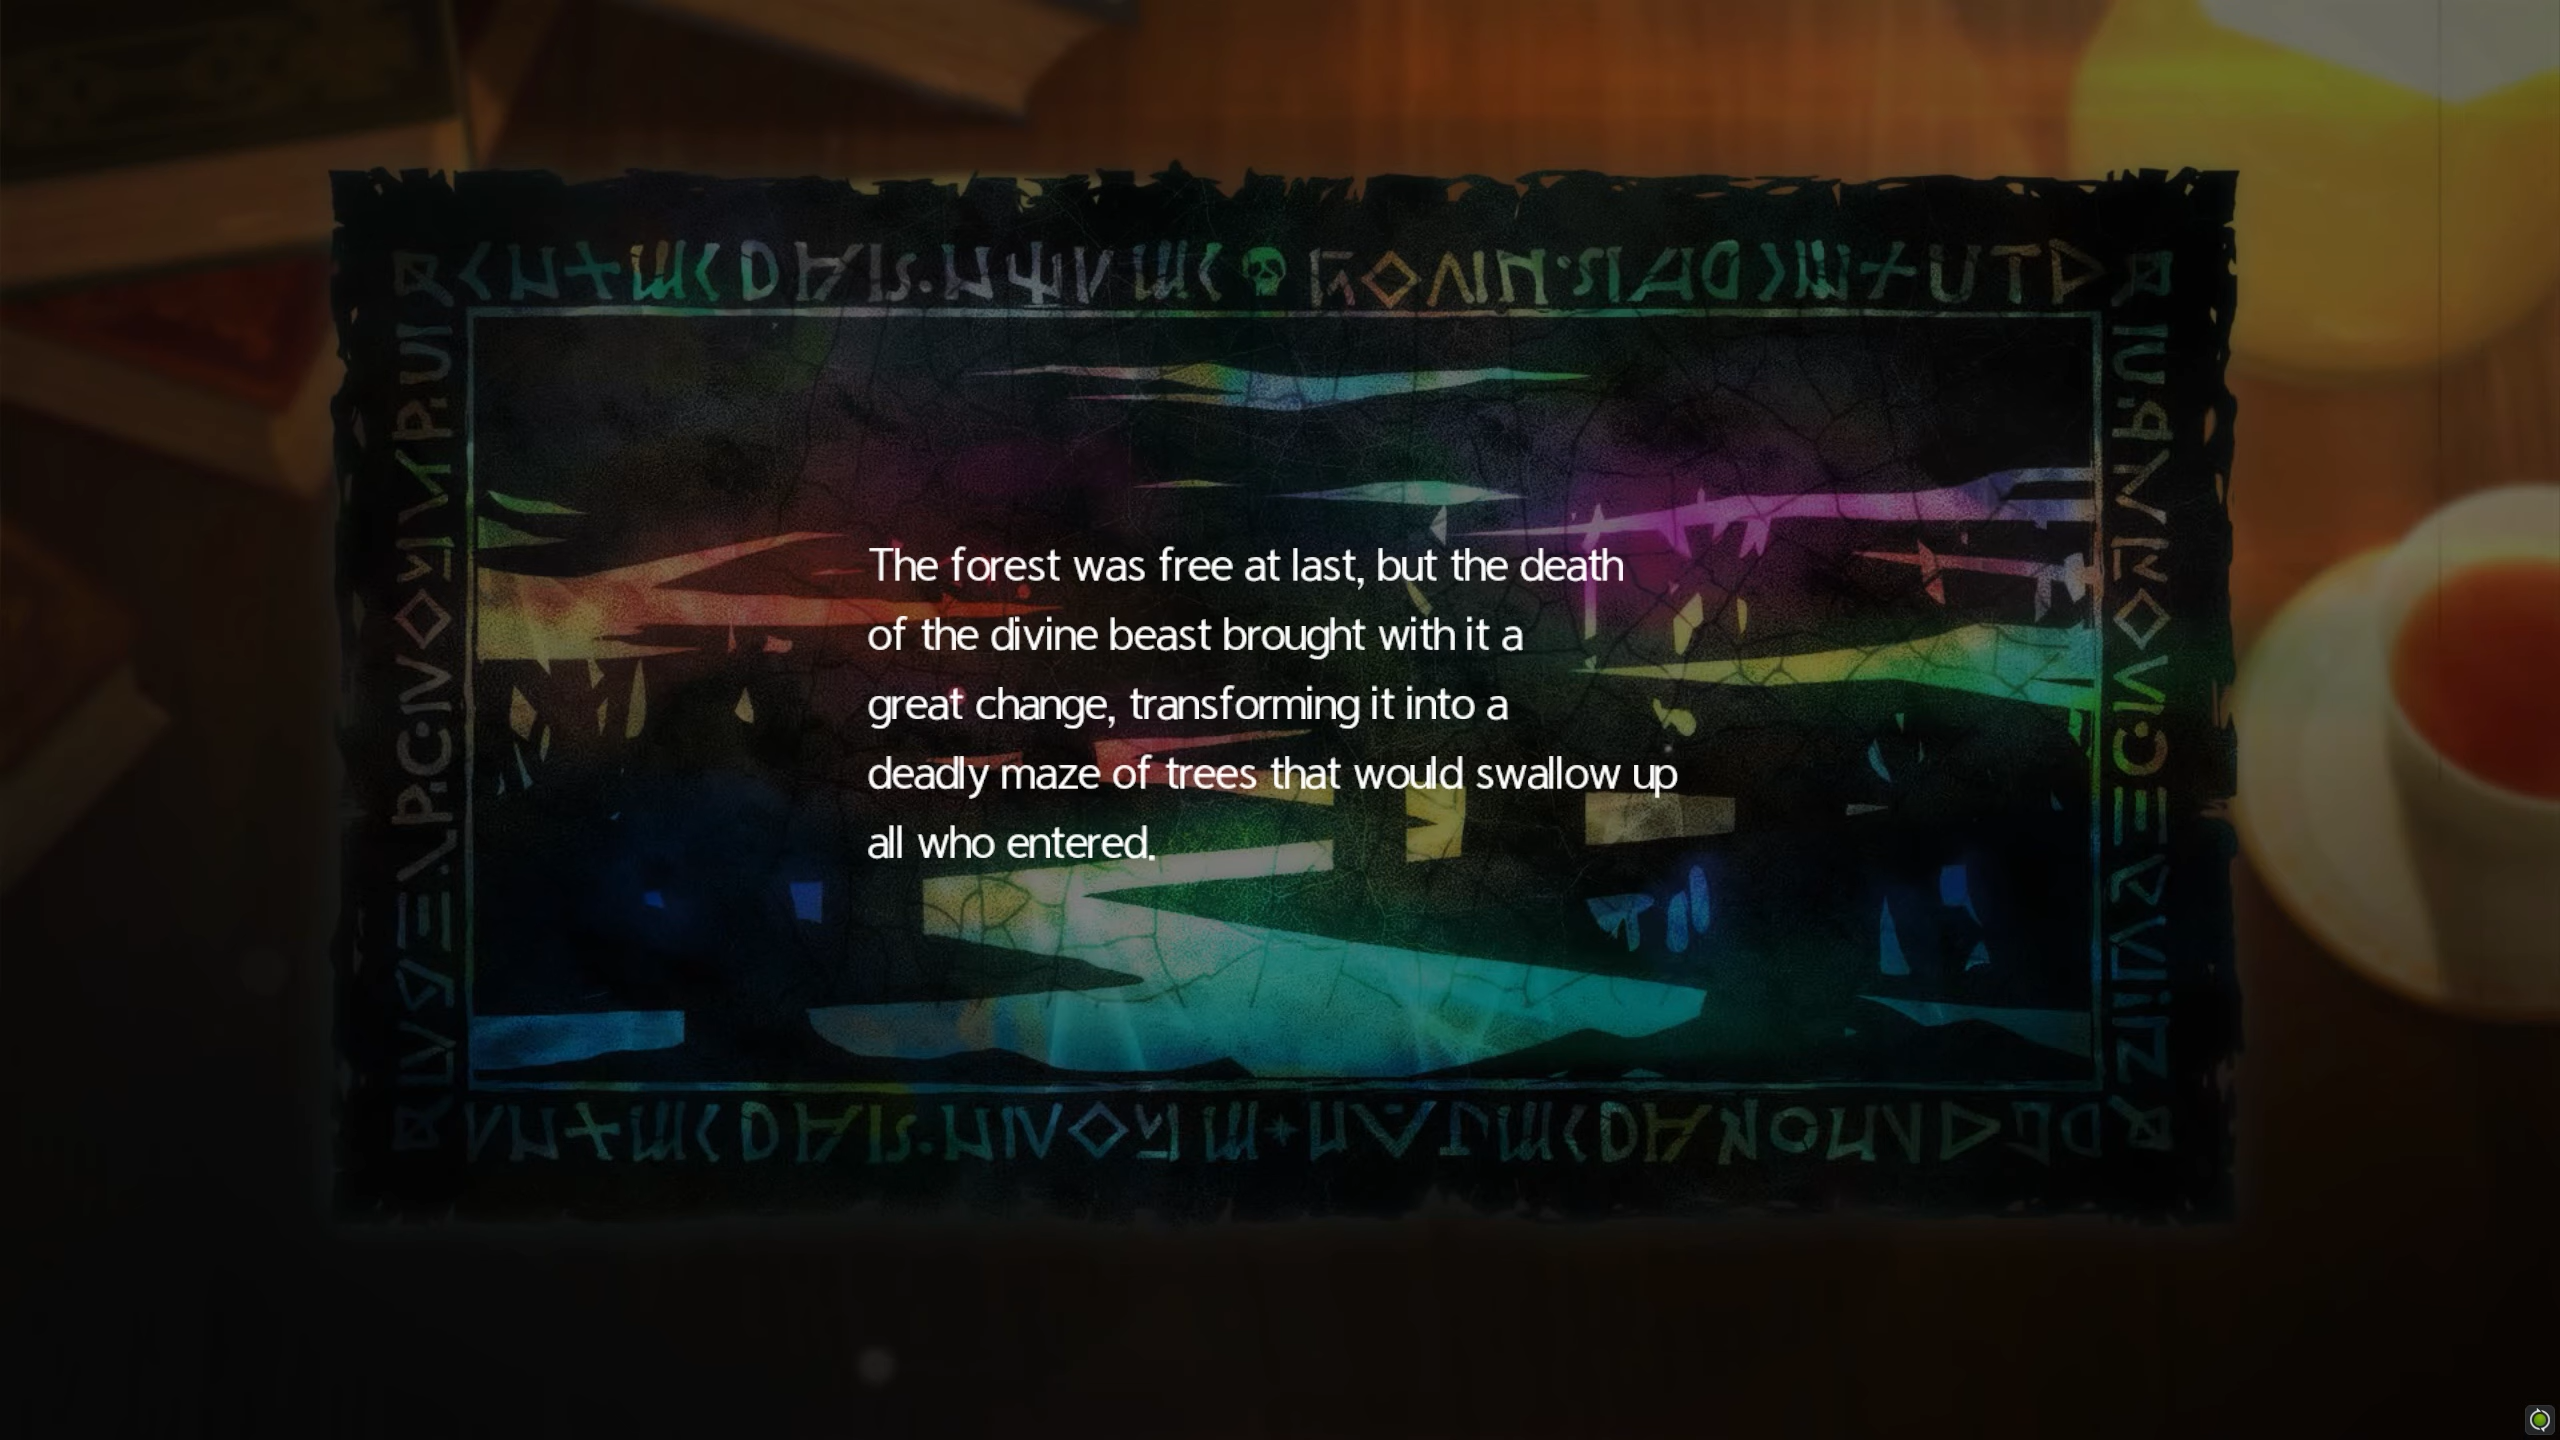 The forest was free at last, but the death
of the divine beast brought with it a
great change, transforming it into a
deadly maze of trees that would swallow up
all who entered.